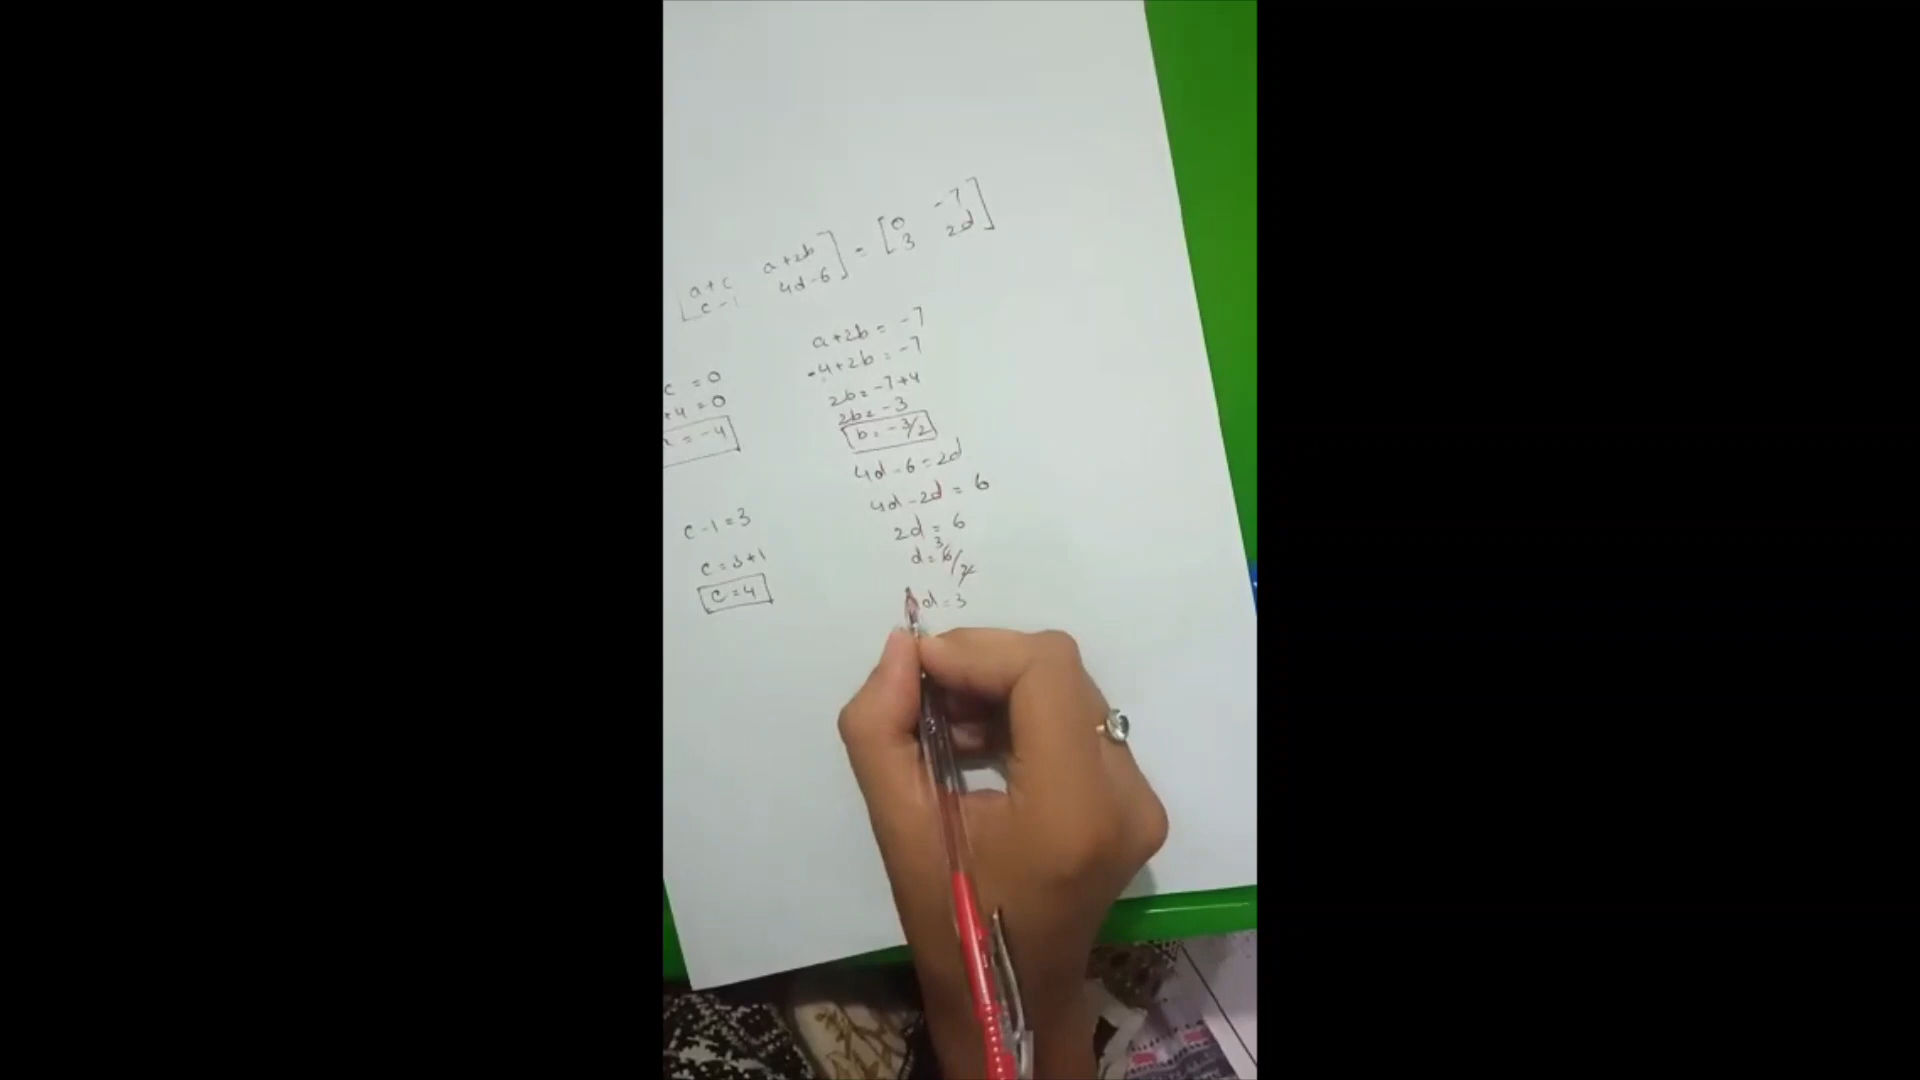 [a+c a+2b] = [0 -7]
[c-1 4d-6] [3 2d]
c = 0
+4 = 0
= -4
c-1=3
c=3+1
c=4
a+2b = -7
-4+2b = -7
2b = -7+4
2b = -3
b = -3/2
4d-6=2d
4d-2d = 6
2d = 6
3
d = 6/2
d=3